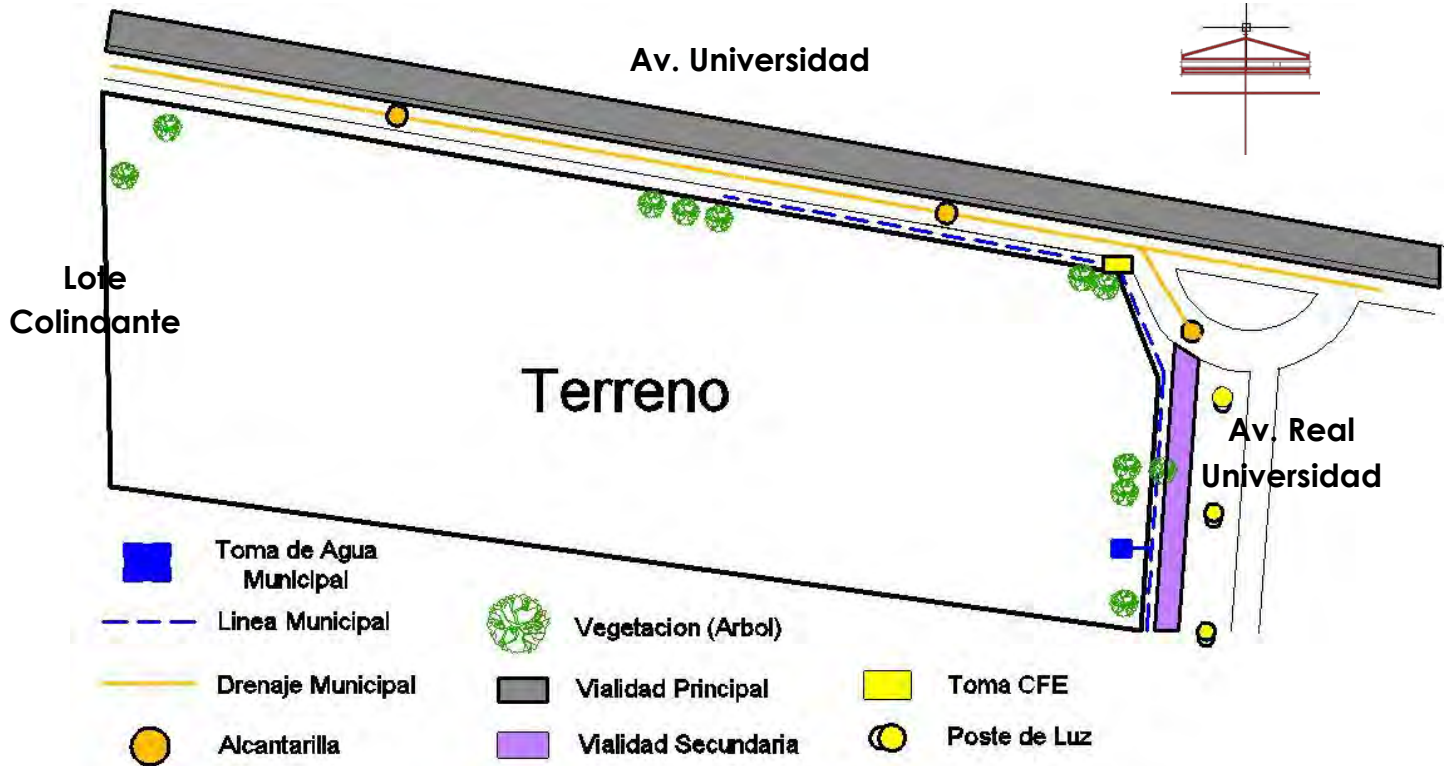 Av. Universidad
Lote
Colindante
Terreno
Av. Real
Universidad
Toma de Agua
Municipal
Linea Municipal
Drenaje Municipal
Alcantarilla
Vegetacion (Arbol)
Vialidad Principal
Vialidad Secundaria
Toma CFE
Poste de Luz